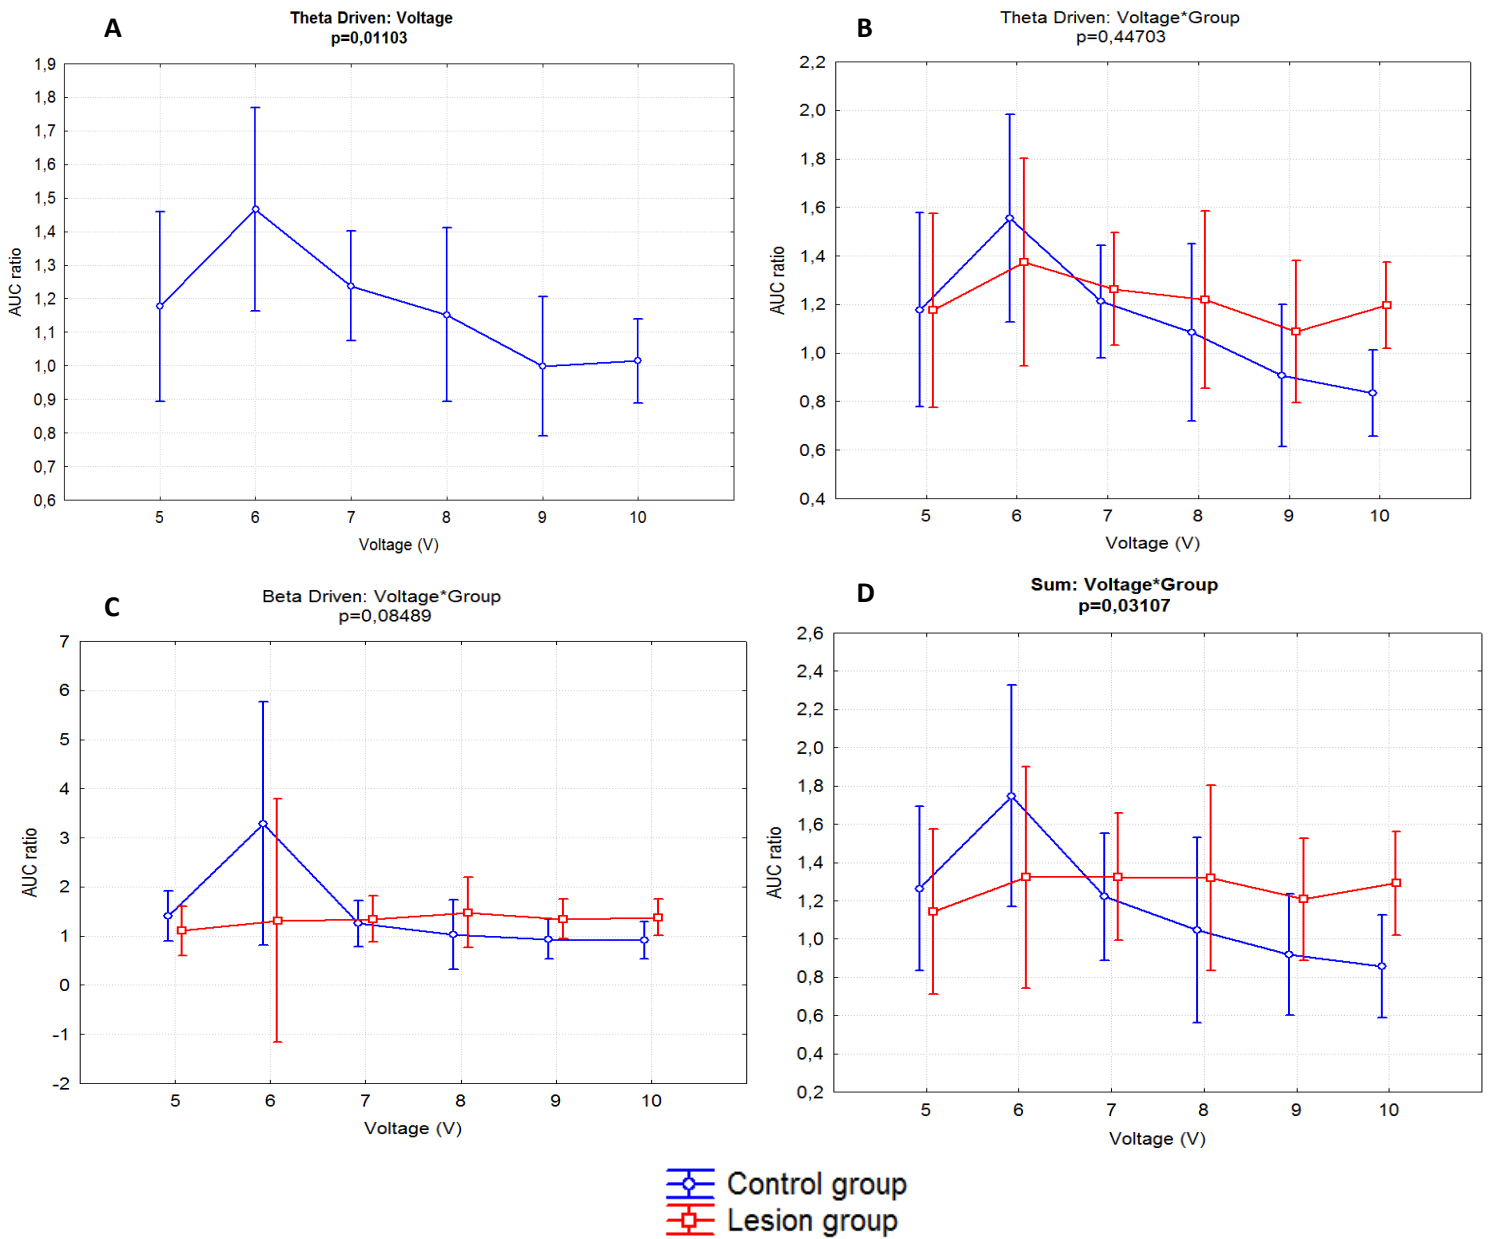 A
Theta Driven: Voltage
p=0,01103
1,9
1,8
1,7
1,6
1,5
1,4
1,3
1,2
1,1
1,0
0,9
0,8
0,7
0,6
AUC ratio
5 6 7 8 9 10
Voltage (V)
B
Theta Driven: Voltage*Group
p=0,44703
2,2
2,0
1,8
1,6
1,4
1,2
1,0
0,8
0,6
0,4
AUC ratio
5 6 7 8 9 10
Voltage (V)
C
Beta Driven: Voltage*Group
p=0,08489
7
6
5
4
3
2
1
0
-1
-2
AUC ratio
5 6 7 8 9 10
Voltage (V)
D
Sum: Voltage*Group
p=0,03107
2,6
2,4
2,2
2,0
1,8
1,6
1,4
1,2
1,0
0,8
0,6
0,4
0,2
AUC ratio
5 6 7 8 9 10
Voltage (V)
Control group
Lesion group